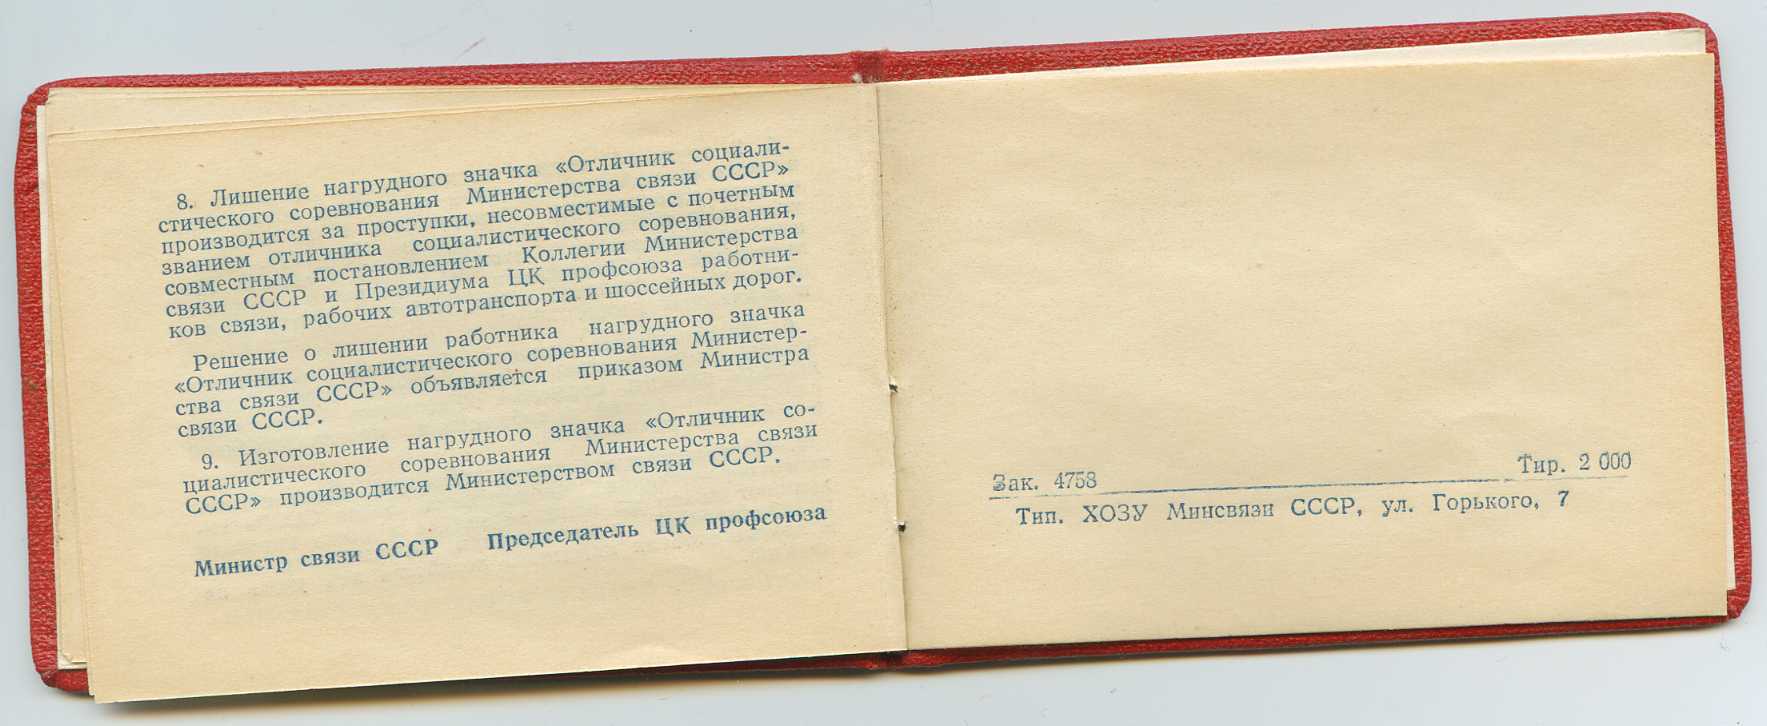 8. Лишение нагрудного значка «Отличник социали-
стического соревнования Министерства связи СССР»
производится за проступки, несовместимые с почетным
званием отличника социалистического соревнования,
совместным постановлением Коллегии Министерства
связи СССР и Президиума ЦК профсоюза работни-
ков связи, рабочих автотранспорта и шоссейных дорог.
Решение о лишении работника нагрудного значка
«Отличник социалистического соревнования Министер-
ства связи СССР» объявляется приказом Министра
связи СССР.
9. Изготовление нагрудного значка «Отличник со-
циалистического соревнования Министерства связи
СССР» производится Министерством связи СССР.
Министр связи СССР Председатель ЦК профсоюза
Зак. 4758 Тир. 2 000
Тип. ХОЗУ Минсвязи СССР, ул. Горького, 7